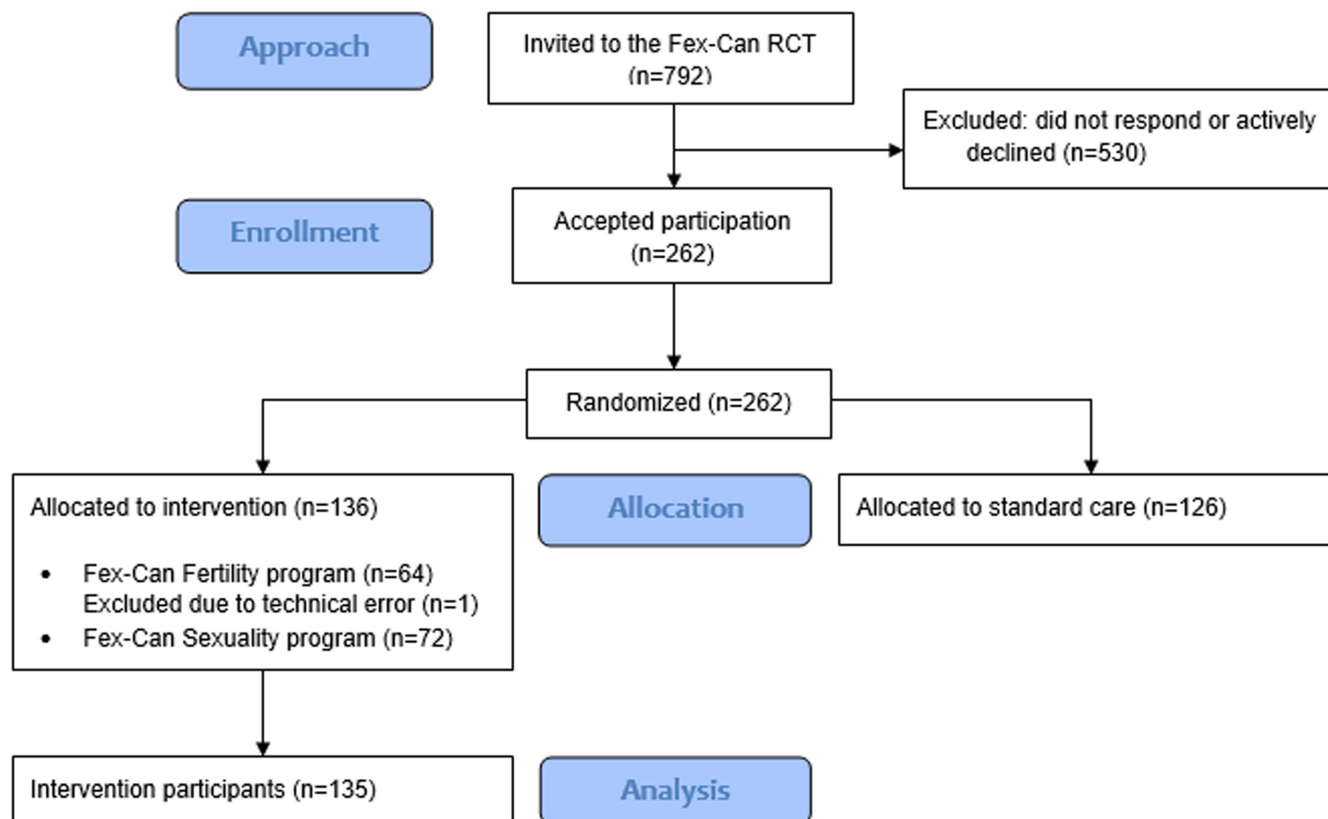 Approach
Invited to the Fex-Can RCT
(n=792)
Excluded: did not respond or actively
declined (n=530)
Enrollment
Accepted participation
(n=262)
Randomized (n=262)
Allocated to intervention (n=136)
• Fex-Can Fertility program (n=64)
Excluded due to technical error (n=1)
• Fex-Can Sexuality program (n=72)
Allocation
Allocated to standard care (n=126)
Intervention participants (n=135)
Analysis